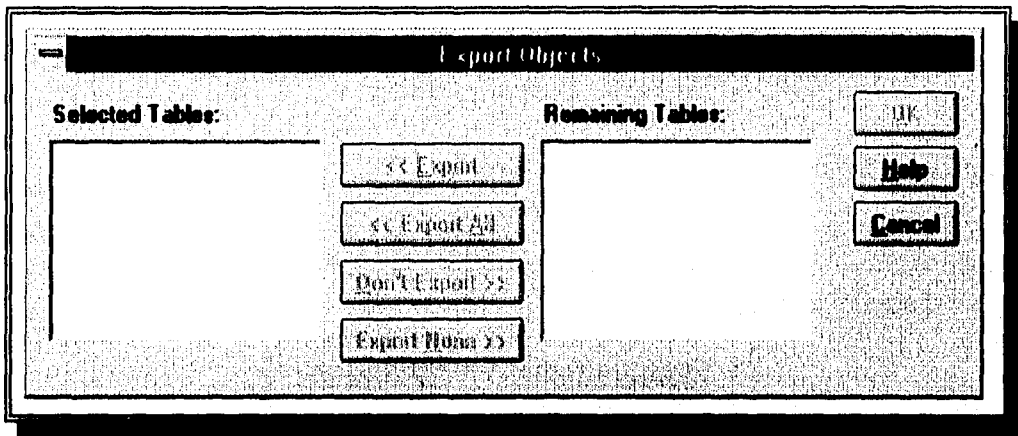 Export Objects
Selected Tables:
Remaining Tables:
<< Export
<< Export All
Don't Export >>
Export None >>
OK
Help
Cancel